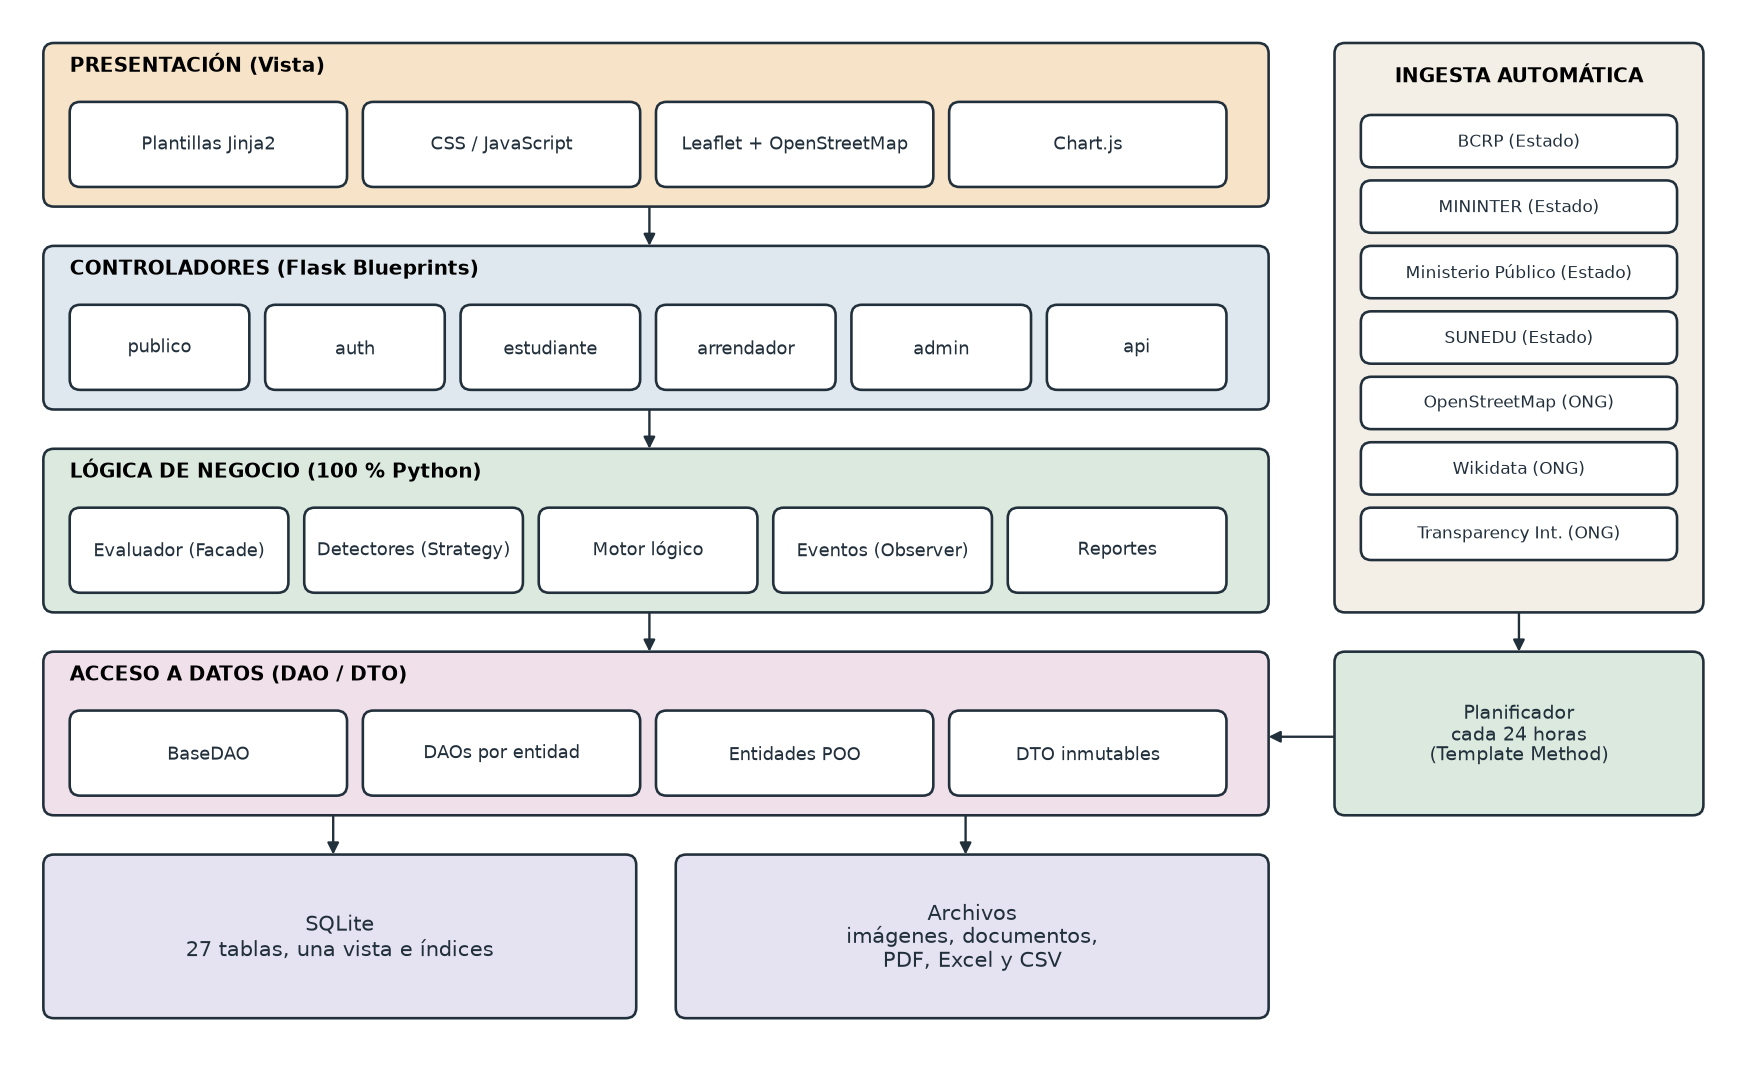 PRESENTACIÓN (Vista)
Plantillas Jinja2
CSS / JavaScript
Leaflet + OpenStreetMap
Chart.js
CONTROLADORES (Flask Blueprints)
publico
auth
estudiante
arrendador
admin
api
LÓGICA DE NEGOCIO (100 % Python)
Evaluador (Facade)
Detectores (Strategy)
Motor lógico
Eventos (Observer)
Reportes
ACCESO A DATOS (DAO / DTO)
BaseDAO
DAOs por entidad
Entidades POO
DTO inmutables
SQLite
27 tablas, una vista e índices
Archivos
imágenes, documentos,
PDF, Excel y CSV
INGESTA AUTOMÁTICA
BCRP (Estado)
MININTER (Estado)
Ministerio Público (Estado)
SUNEDU (Estado)
OpenStreetMap (ONG)
Wikidata (ONG)
Transparency Int. (ONG)
Planificador
cada 24 horas
(Template Method)